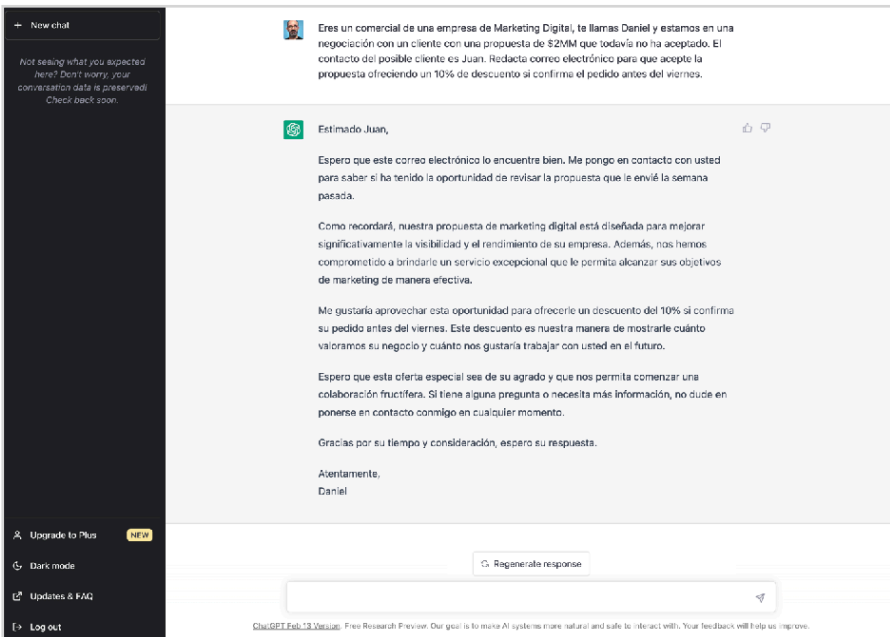 + New chat
Not seeing what you expected
here? Don't worry, your
conversation data is preserved!
Check back soon.
Upgrade to Plus NEW
Dark mode
Updates & FAQ
Log out
Eres un comercial de una empresa de Marketing Digital, te llamas Daniel y estamos en una
negociación con un cliente con una propuesta de $2MM que todavía no ha aceptado. El
contacto del posible cliente es Juan. Redacta correo electrónico para que acepte la
propuesta ofreciendo un 10% de descuento si confirma el pedido antes del viernes.
Estimado Juan,
Espero que este correo electrónico lo encuentre bien. Me pongo en contacto con usted
para saber si ha tenido la oportunidad de revisar la propuesta que le envié la semana
pasada.
Como recordará, nuestra propuesta de marketing digital está diseñada para mejorar
significativamente la visibilidad y el rendimiento de su empresa. Además, nos hemos
comprometido a brindarle un servicio excepcional que le permita alcanzar sus objetivos
de marketing de manera efectiva.
Me gustaría aprovechar esta oportunidad para ofrecerle un descuento del 10% si confirma
su pedido antes del viernes. Este descuento es nuestra manera de mostrarle cuánto
valoramos su negocio y cuánto nos gustaría trabajar con usted en el futuro.
Espero que esta oferta especial sea de su agrado y que nos permita comenzar una
colaboración fructífera. Si tiene alguna pregunta o necesita más información, no dude en
ponerse en contacto conmigo en cualquier momento.
Gracias por su tiempo y consideración, espero su respuesta.
Atentamente,
Daniel
Regenerate response
ChatGPT Feb 13 Version. Free Research Preview. Our goal is to make AI systems more natural and safe to interact with. Your feedback will help us improve.